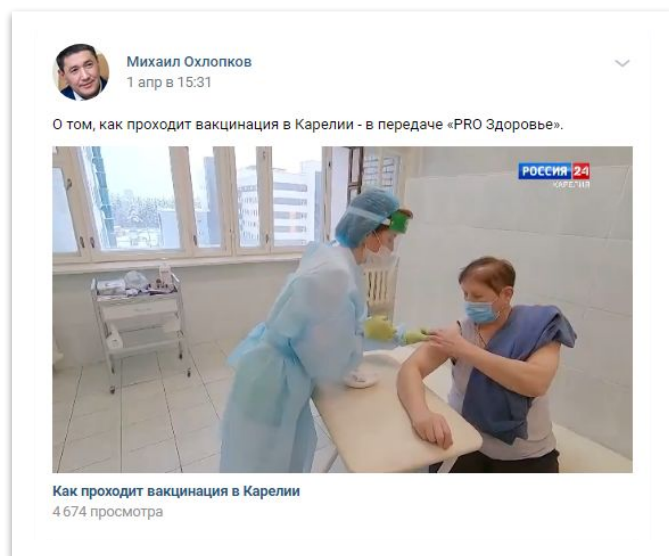 Михаил Охлопков
1 апр в 15:31
О том, как проходит вакцинация в Карелии - в передаче «PRO Здоровье».
РОССИЯ 24
КАРЕЛИЯ
Как проходит вакцинация в Карелии
4 674 просмотра